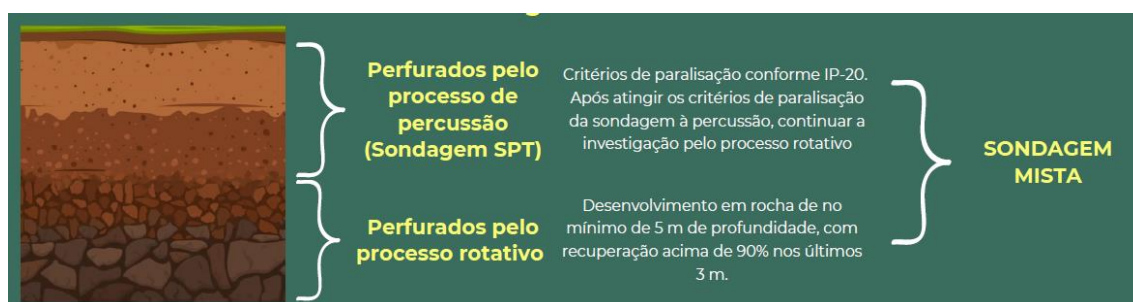 Perfurados pelo
processo de
percussão
(Sondagem SPT)
Critérios de paralisação conforme IP-20.
Após atingir os critérios de paralisação
da sondagem à percussão, continuar a
investigação pelo processo rotativo
Perfurados pelo
processo rotativo
Desenvolvimento em rocha de no
mínimo de 5 m de profundidade, com
recuperação acima de 90% nos últimos
3 m.
SONDAGEM
MISTA